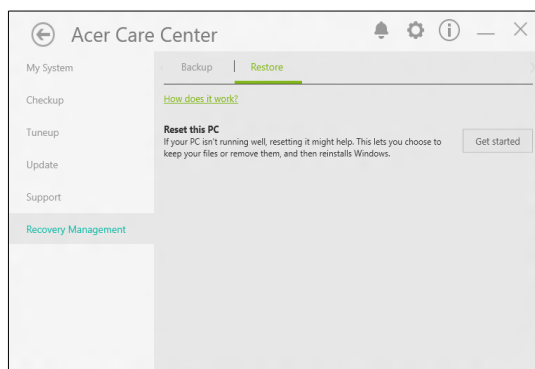 Acer Care Center
My System
Backup
Restore
Checkup
How does it work?
Tuneup
Reset this PC
If your PC isn't running well, resetting it might help. This lets you choose to
keep your files or remove them, and then reinstalls Windows.
Get started
Update
Support
Recovery Management